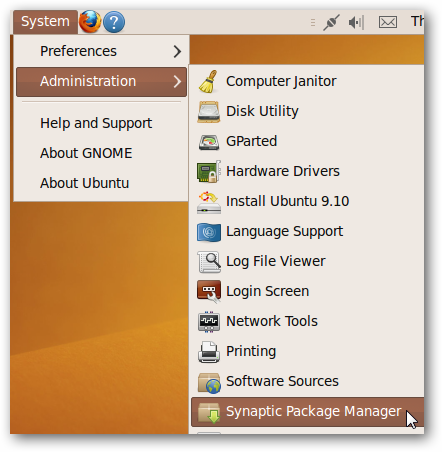 System
Th
Preferences
Administration
Help and Support
About GNOME
About Ubuntu
Computer Janitor
Disk Utility
GParted
Hardware Drivers
Install Ubuntu 9.10
Language Support
Log File Viewer
Login Screen
Network Tools
Printing
Software Sources
Synaptic Package Manager